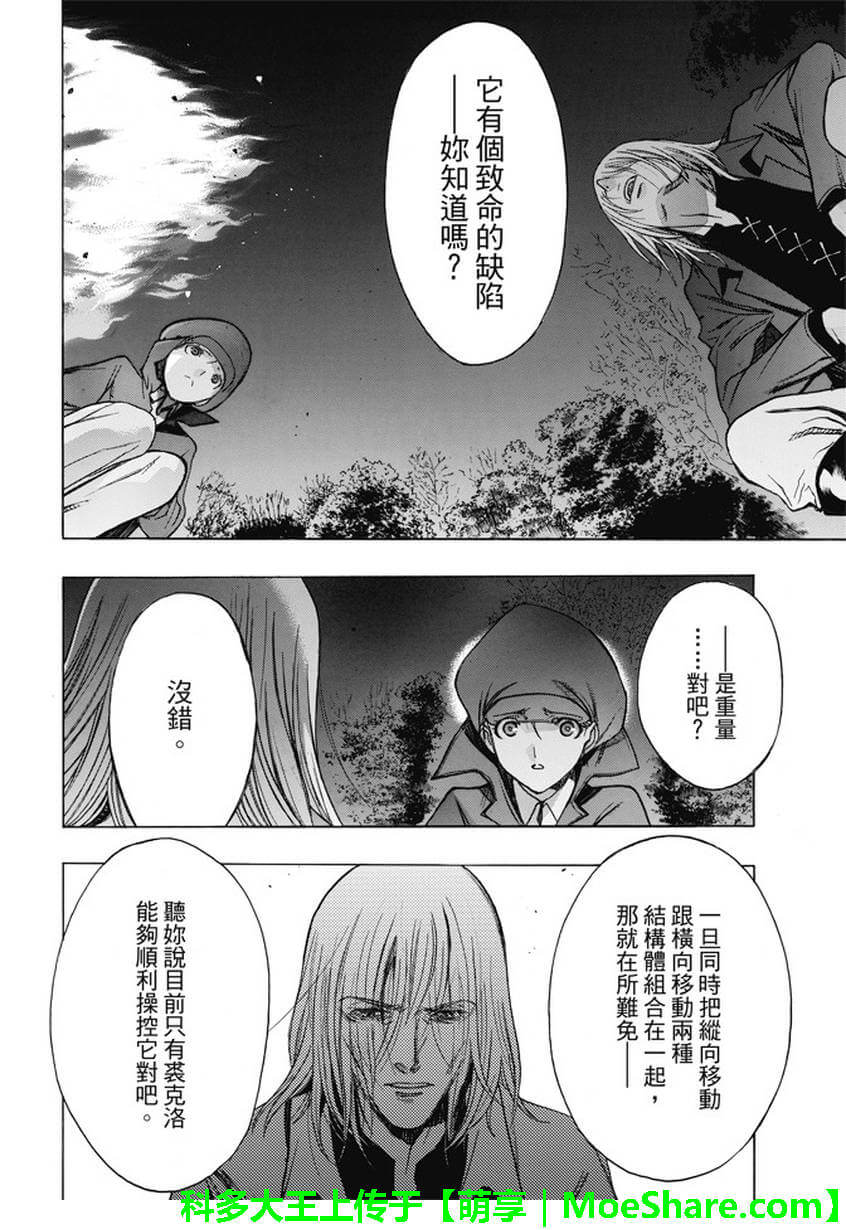 它有個致命的缺陷
——妳知道嗎？
——是重量
……對吧？
沒錯。
一旦同時把縱向移動
跟橫向移動兩種
結構體組合在一起，
那就在所難免——
聽妳說目前只有裘克洛
能夠順利操控它對吧。
科多大王上传于【萌享｜MoeShare.com】